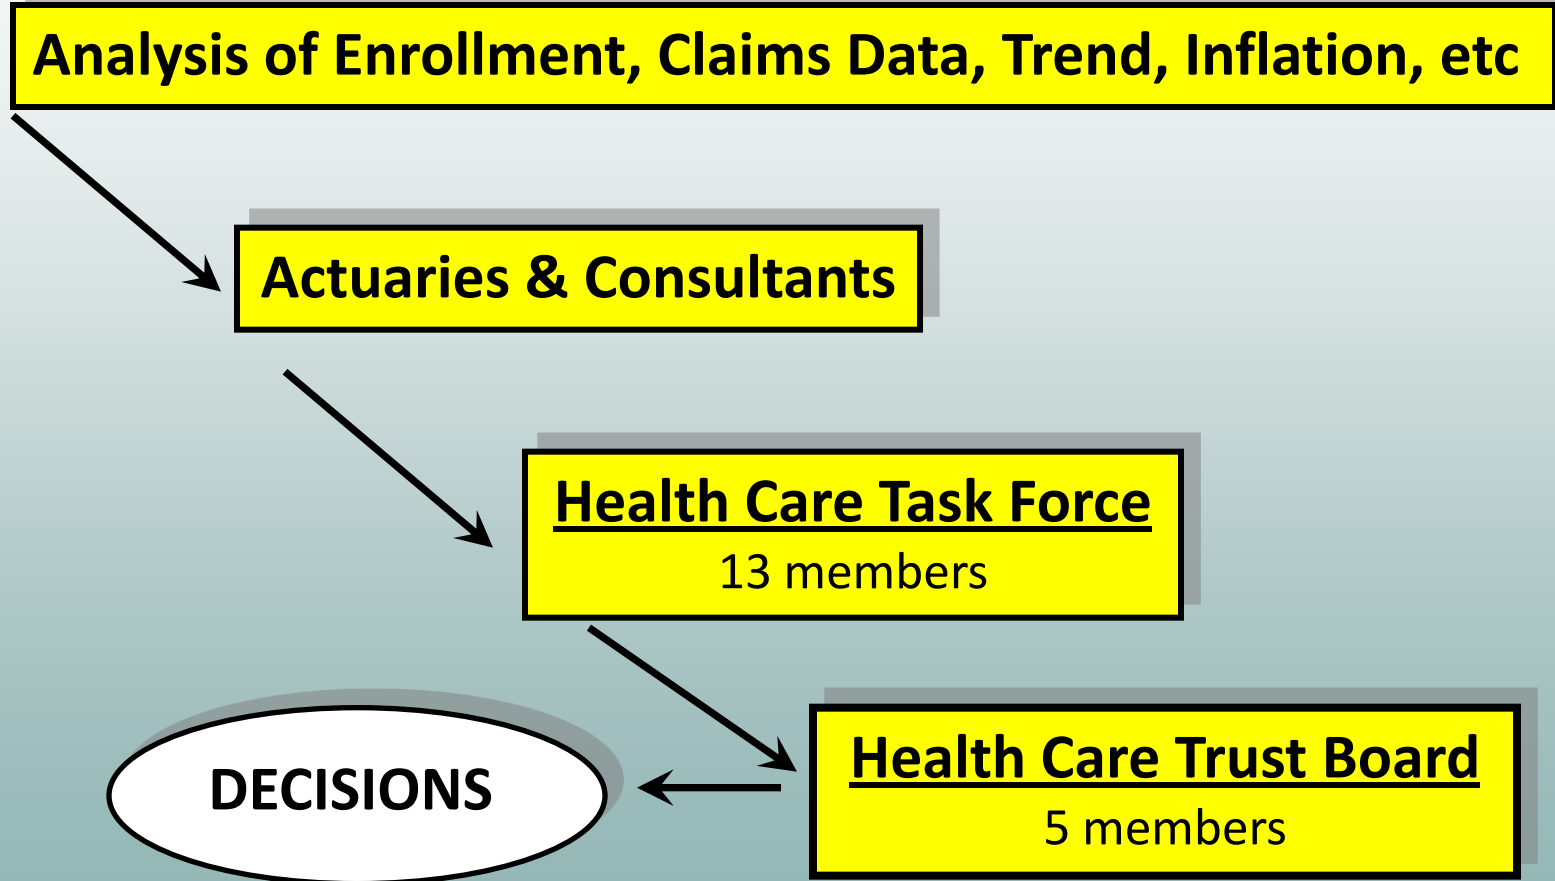 Analysis of Enrollment, Claims Data, Trend, Inflation, etc
Actuaries & Consultants
Health Care Task Force
13 members
Health Care Trust Board
5 members
DECISIONS